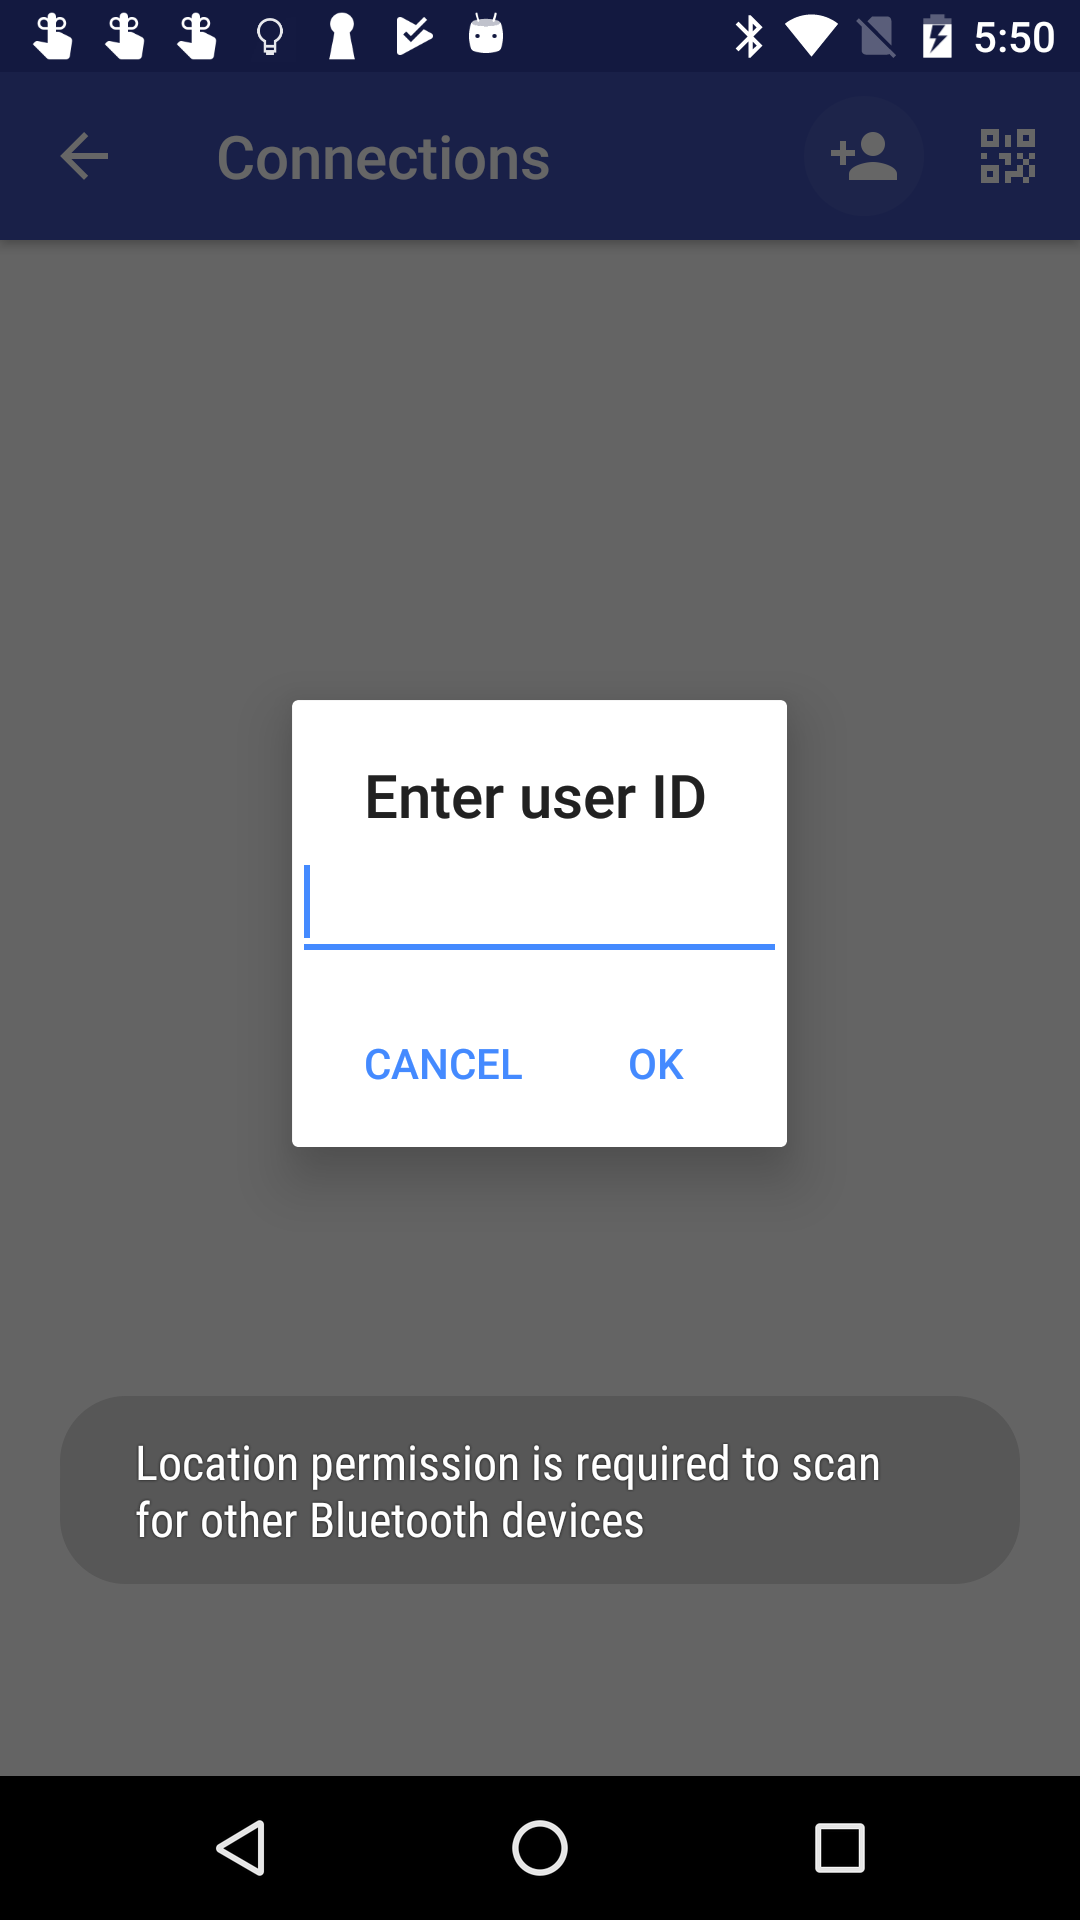 5:50
Connections
Enter user ID
CANCEL OK
Location permission is required to scan
for other Bluetooth devices